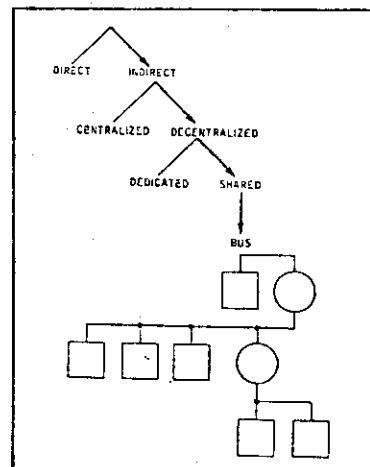 DIRECT INDIRECT
CENTRALIZED DECENTRALIZED
DEDICATED SHARED
BUS